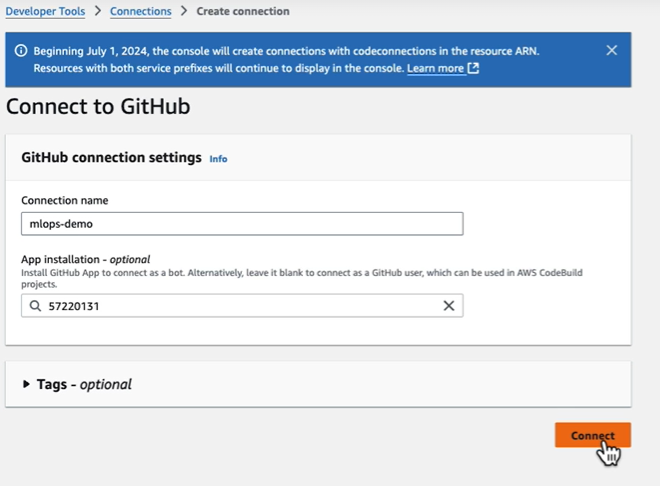 Developer Tools > Connections > Create connection
Beginning July 1, 2024, the console will create connections with codeconnections in the resource ARN.
Resources with both service prefixes will continue to display in the console. Learn more
Connect to GitHub
GitHub connection settings Info
Connection name
mlops-demo
App installation - optional
Install GitHub App to connect as a bot. Alternatively, leave it blank to connect as a GitHub user, which can be used in AWS CodeBuild
projects.
57220131
Tags - optional
Connect